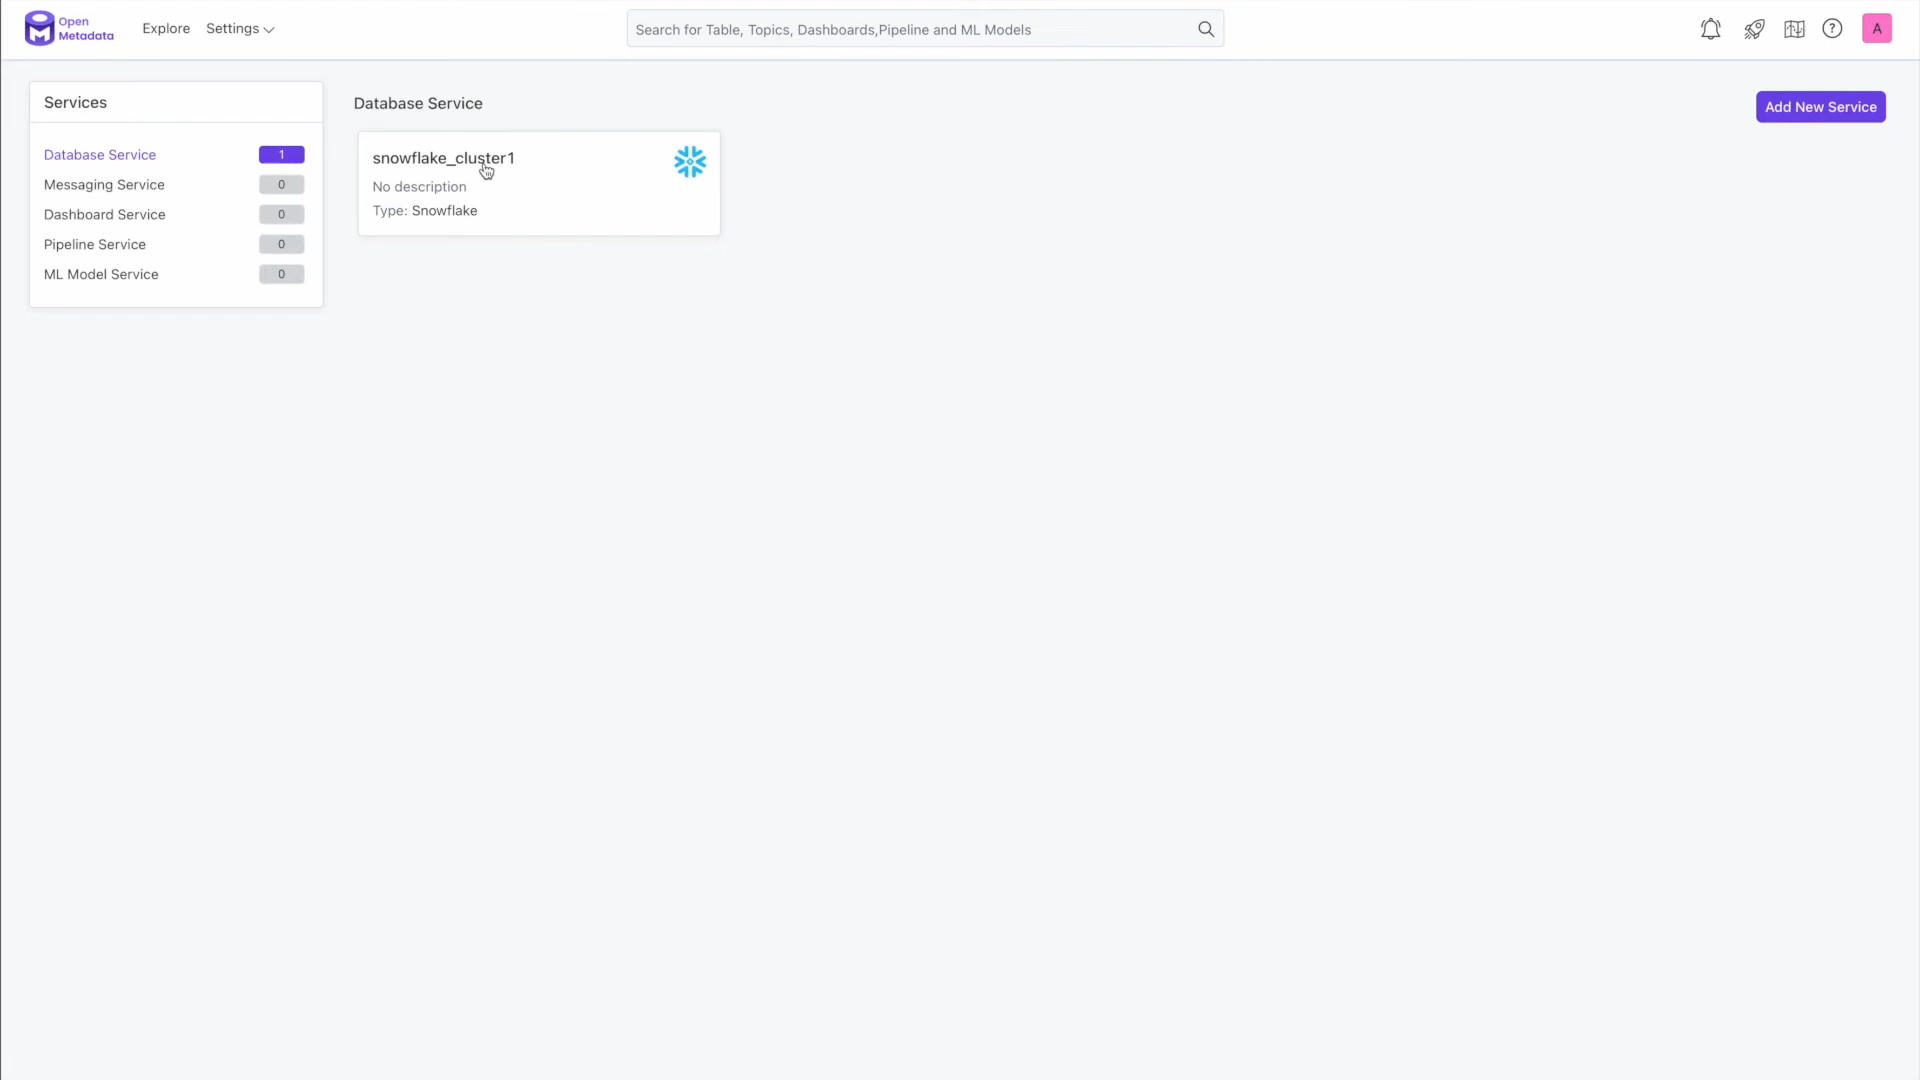 Open
Metadata
Explore
Settings
Search for Table, Topics, Dashboards,Pipeline and ML Models
A
Services
Database Service 1
Messaging Service 0
Dashboard Service 0
Pipeline Service 0
ML Model Service 0
Database Service
Add New Service
snowflake_cluster1
No description
Type: Snowflake